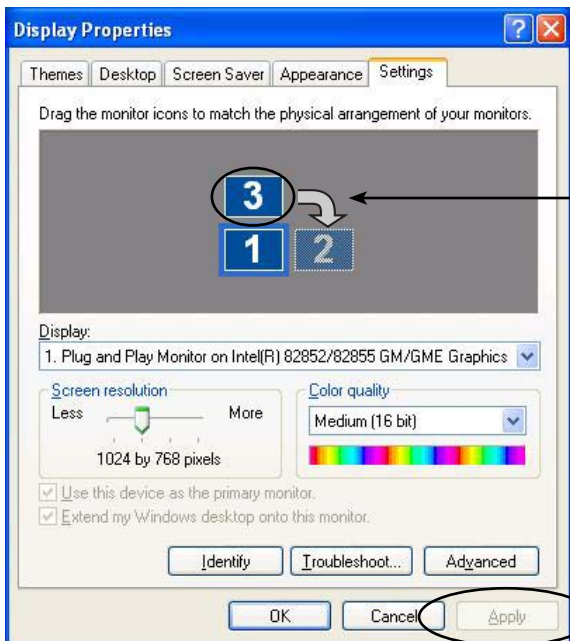 Display Properties
Themes Desktop Screen Saver Appearance Settings
Drag the monitor icons to match the physical arrangement of your monitors.
3
1 2
Display:
1. Plug and Play Monitor on Intel(R) 82852/82855 GM/GME Graphics
Screen resolution
Less More
1024 by 768 pixels
Color quality
Medium (16 bit)
Use this device as the primary monitor.
Extend my Windows desktop onto this monitor.
Identify Troubleshoot... Advanced
OK Cancel Apply